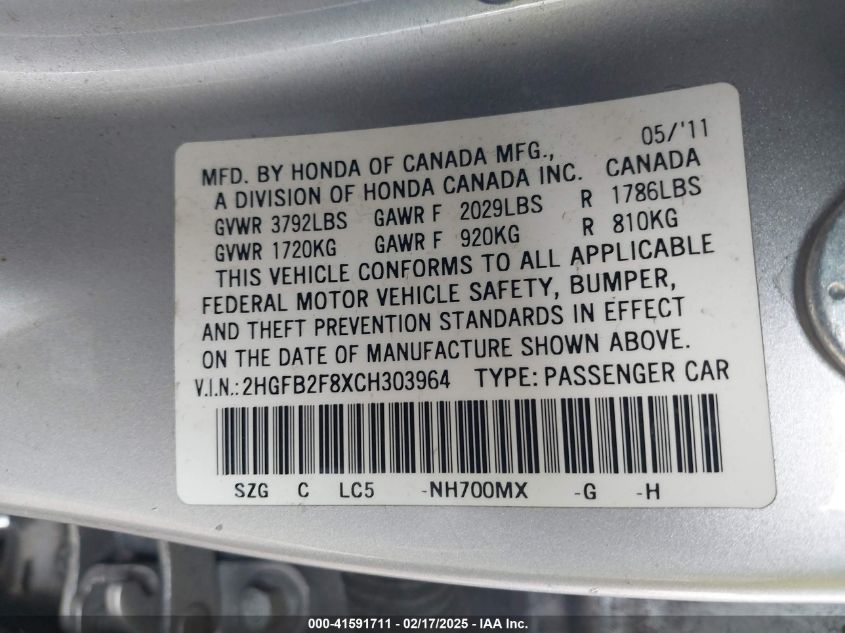 05/'11
MFD. BY HONDA OF CANADA MFG.,
A DIVISION OF HONDA CANADA INC. CANADA
GVWR 3792LBS GAWR F 2029LBS R 1786LBS
GVWR 1720KG GAWR F 920KG R 810KG
THIS VEHICLE CONFORMS TO ALL APPLICABLE
FEDERAL MOTOR VEHICLE SAFETY, BUMPER,
AND THEFT PREVENTION STANDARDS IN EFFECT
ON THE DATE OF MANUFACTURE SHOWN ABOVE.
V.I.N.: 2HGFB2F8XCH303964 TYPE: PASSENGER CAR
SZG C LC5 -NH700MX -G -H
000-41591711 - 02/17/2025 - IAA Inc.